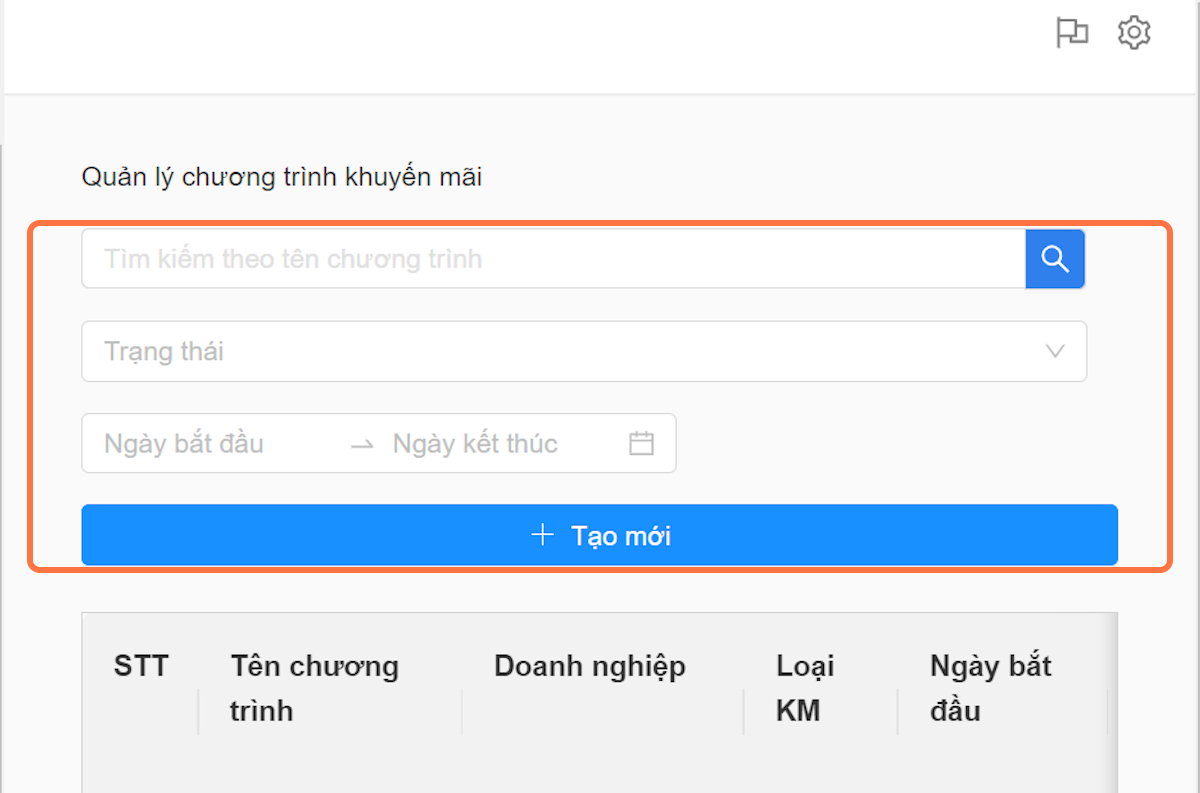 Quản lý chương trình khuyến mãi
Tìm kiếm theo tên chương trình
Trạng thái
Ngày bắt đầu → Ngày kết thúc
+ Tạo mới
STT Tên chương trình Doanh nghiệp Loại KM Ngày bắt đầu